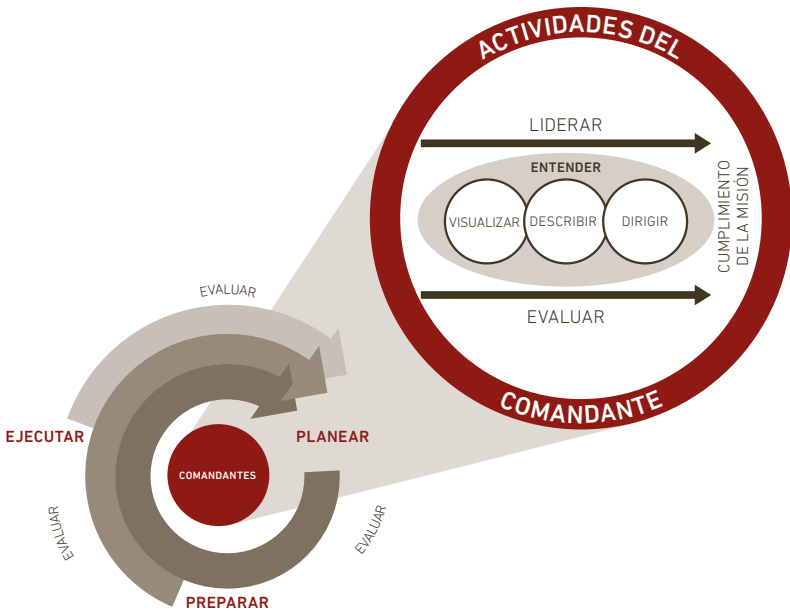 ACTIVIDADES DEL
LIDERAR
ENTENDER
VISUALIZAR
DESCRIBIR
DIRIGIR
CUMPLIMIENTO
DE LA MISIÓN
EVALUAR
COMANDANTE
EVALUAR
EJECUTAR
PLANEAR
COMANDANTES
EVALUAR
EVALUAR
PREPARAR